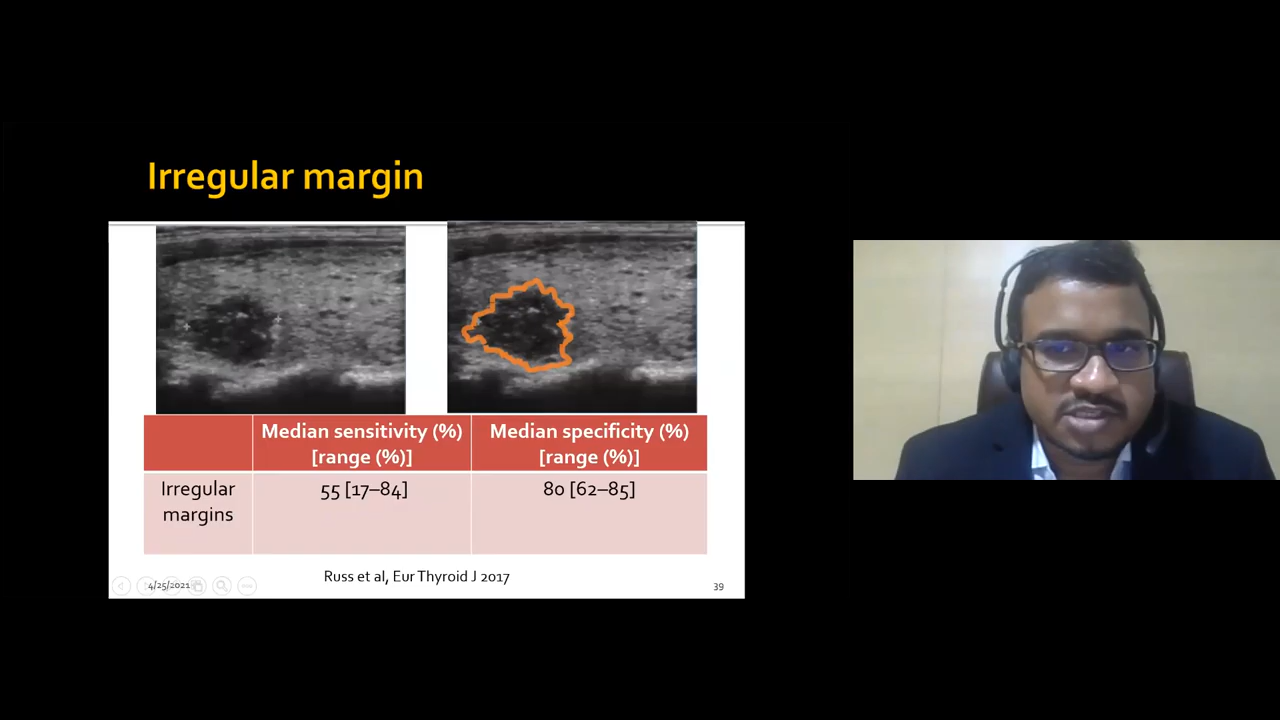 Irregular margin
Median sensitivity (%)
[range (%)]
Median specificity (%)
[range (%)]
Irregular
margins
55 [17–84]
80 [62–85]
Russ et al, Eur Thyroid J 2017
4/25/2021
39